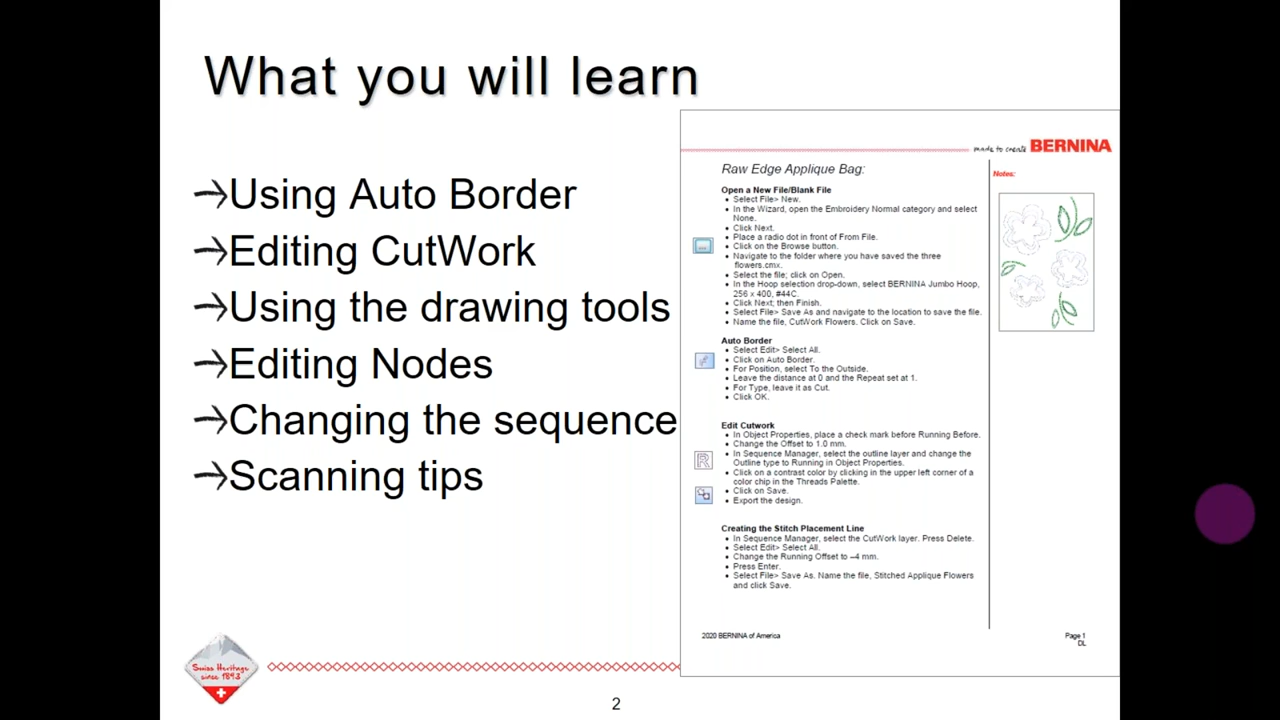 What you will learn
Using Auto Border
Editing CutWork
Using the drawing tools
Editing Nodes
Changing the sequence
Scanning tips
made to create BERNINA
Raw Edge Applique Bag:
Notes:
Open a New File/Blank File
• Select File> New.
• In the Wizard, open the Embroidery Normal category and select
None.
• Click Next.
• Place a radio dot in front of From File.
• Click on the Browse button.
• Navigate to the folder where you have saved the three
flowers.cmx.
• Select the file; click on Open.
• In the Hoop selection drop-down, select BERNINA Jumbo Hoop,
256 x 400, #44C.
• Click Next; then Finish.
• Select File> Save As and navigate to the location to save the file.
• Name the file, CutWork Flowers. Click on Save.
Auto Border
• Select Edit> Select All.
• Click on Auto Border.
• For Position, select To the Outside.
• Leave the distance at 0 and the Repeat set at 1.
• For Type, leave it as Cut.
• Click OK.
Edit Cutwork
• In Object Properties, place a check mark before Running Before.
• Change the Offset to 1.0 mm.
• In Sequence Manager, select the outline layer and change the
Outline type to Running in Object Properties.
• Click on a contrast color by clicking in the upper left corner of a
color chip in the Threads Palette.
• Click on Save.
• Export the design.
Creating the Stitch Placement Line
• In Sequence Manager, select the CutWork layer. Press Delete.
• Select Edit> Select All.
• Change the Running Offset to –4 mm.
• Press Enter.
• Select File> Save As. Name the file, Stitched Applique Flowers
and click Save.
2020 BERNINA of America
Page 1
DL
Swiss Heritage
since 1893
2